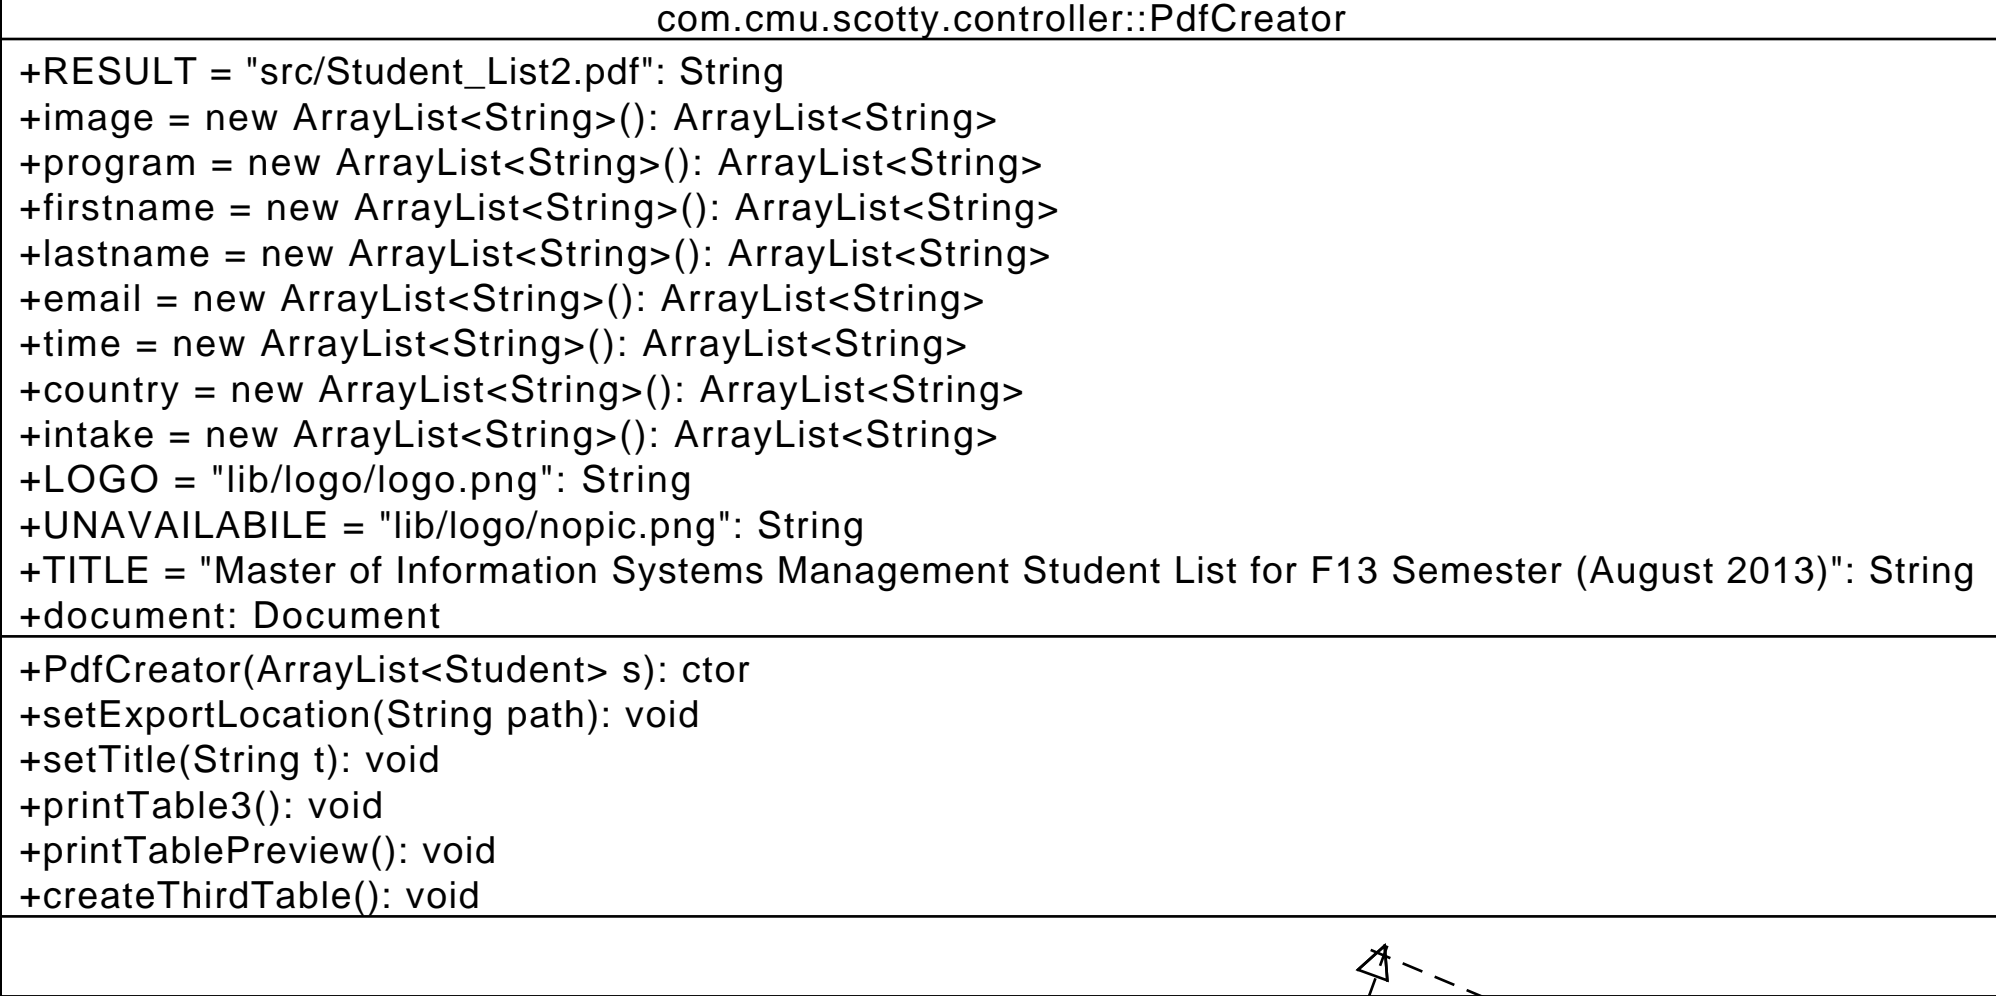 com.cmu.scotty.controller::PdfCreator
+RESULT = "src/Student_List2.pdf": String
+image = new ArrayList<String>(): ArrayList<String>
+program = new ArrayList<String>(): ArrayList<String>
+firstname = new ArrayList<String>(): ArrayList<String>
+lastname = new ArrayList<String>(): ArrayList<String>
+email = new ArrayList<String>(): ArrayList<String>
+time = new ArrayList<String>(): ArrayList<String>
+country = new ArrayList<String>(): ArrayList<String>
+intake = new ArrayList<String>(): ArrayList<String>
+LOGO = "lib/logo/logo.png": String
+UNAVAILABILE = "lib/logo/nopic.png": String
+TITLE = "Master of Information Systems Management Student List for F13 Semester (August 2013)": String
+document: Document
+PdfCreator(ArrayList<Student> s): ctor
+setExportLocation(String path): void
+setTitle(String t): void
+printTable3(): void
+printTablePreview(): void
+createThirdTable(): void